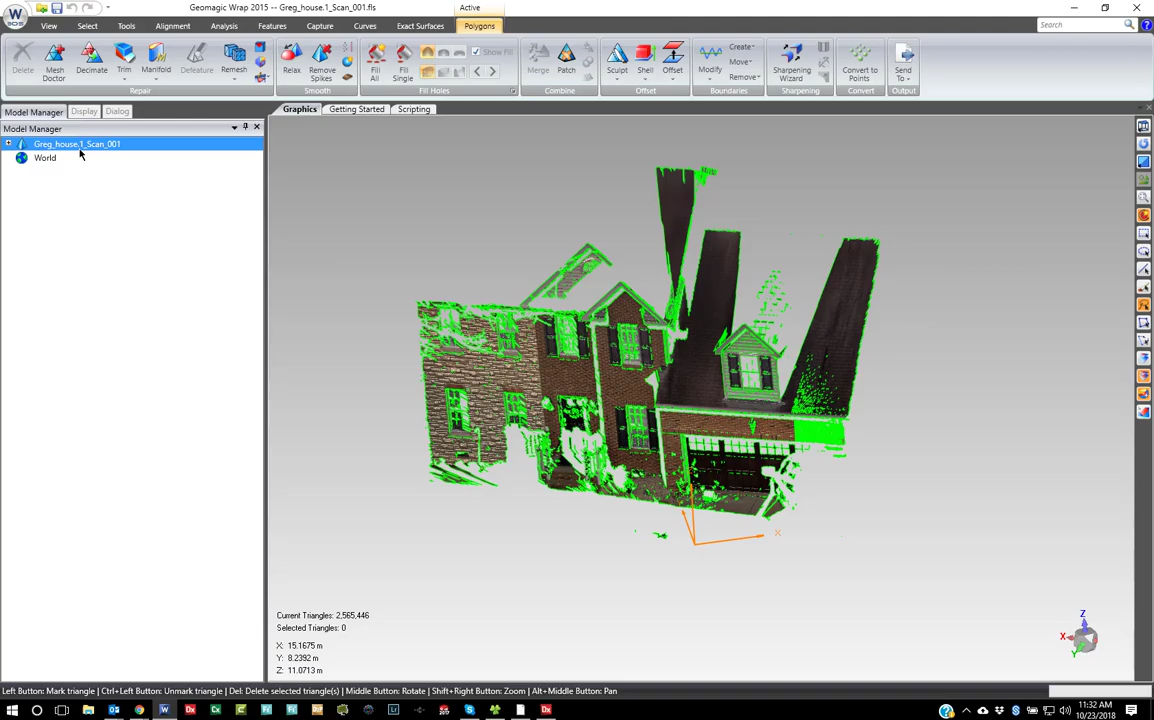 Geomagic Wrap 2015 -- Greg_house.1_Scan_001.fls
Active
View Select Tools Alignment Analysis Features Capture Curves Exact Surfaces Polygons
Search
Delete Mesh Doctor Decimate Trim Manifold Defeature Remesh
Relax Remove Spikes
Fill All Fill Single Show Fill
Merge Patch
Sculpt Shell Offset
Modify Create Move Remove
Sharpening Wizard
Convert to Points
Send To
Repair Smooth Fill Holes Combine Offset Boundaries Sharpening Convert Output
Model Manager Display Dialog
Graphics Getting Started Scripting
Model Manager
Greg_house.1_Scan_001
World
X
Current Triangles: 2,565,446
Selected Triangles: 0
X: 15.1675 m
Y: 8.2392 m
Z: 11.0713 m
Z
X
Y
Left Button: Mark triangle | Ctrl+Left Button: Unmark triangle | Del: Delete selected triangle(s) | Middle Button: Rotate | Shift+Right Button: Zoom | Alt+Middle Button: Pan
11:32 AM
10/23/2018